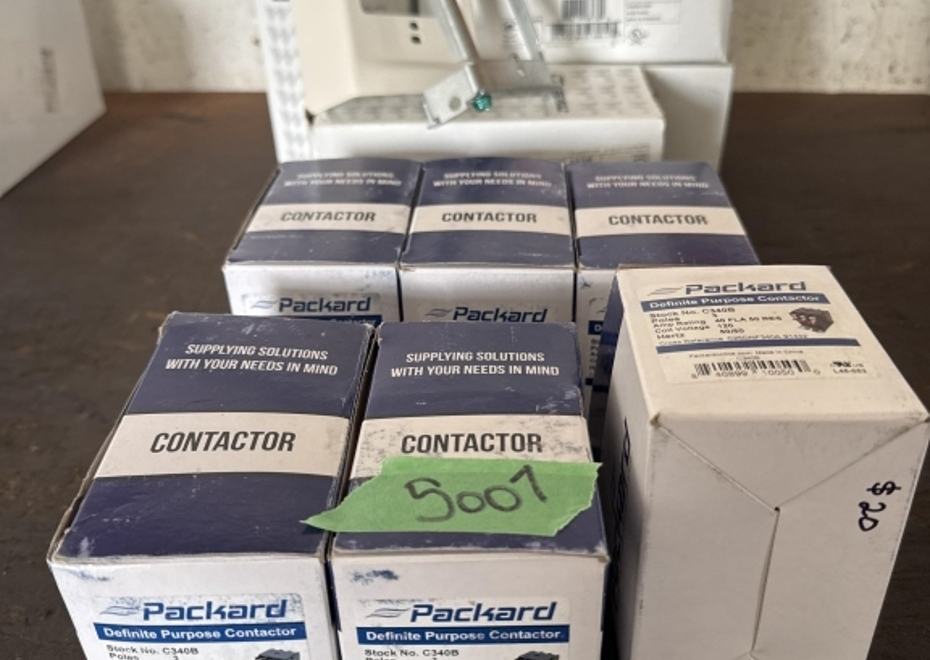 SUPPLYING SOLUTIONS
WITH YOUR NEEDS IN MIND
CONTACTOR
Packard
SUPPLYING SOLUTIONS
WITH YOUR NEEDS IN MIND
CONTACTOR
Packard
SUPPLYING SOLUTIONS
WITH YOUR NEEDS IN MIND
CONTACTOR
Packard
Definite Purpose Contactor
Stock No. C340B
Poles 3
Amp Rating 40 FLA 50 RES
Coil Voltage 120
Hertz 50/60
$20
SUPPLYING SOLUTIONS
WITH YOUR NEEDS IN MIND
CONTACTOR
Packard
Definite Purpose Contactor
Stock No. C340B
Poles 3
SUPPLYING SOLUTIONS
WITH YOUR NEEDS IN MIND
CONTACTOR
5007
Packard
Definite Purpose Contactor
Stock No. C340B
Poles 3